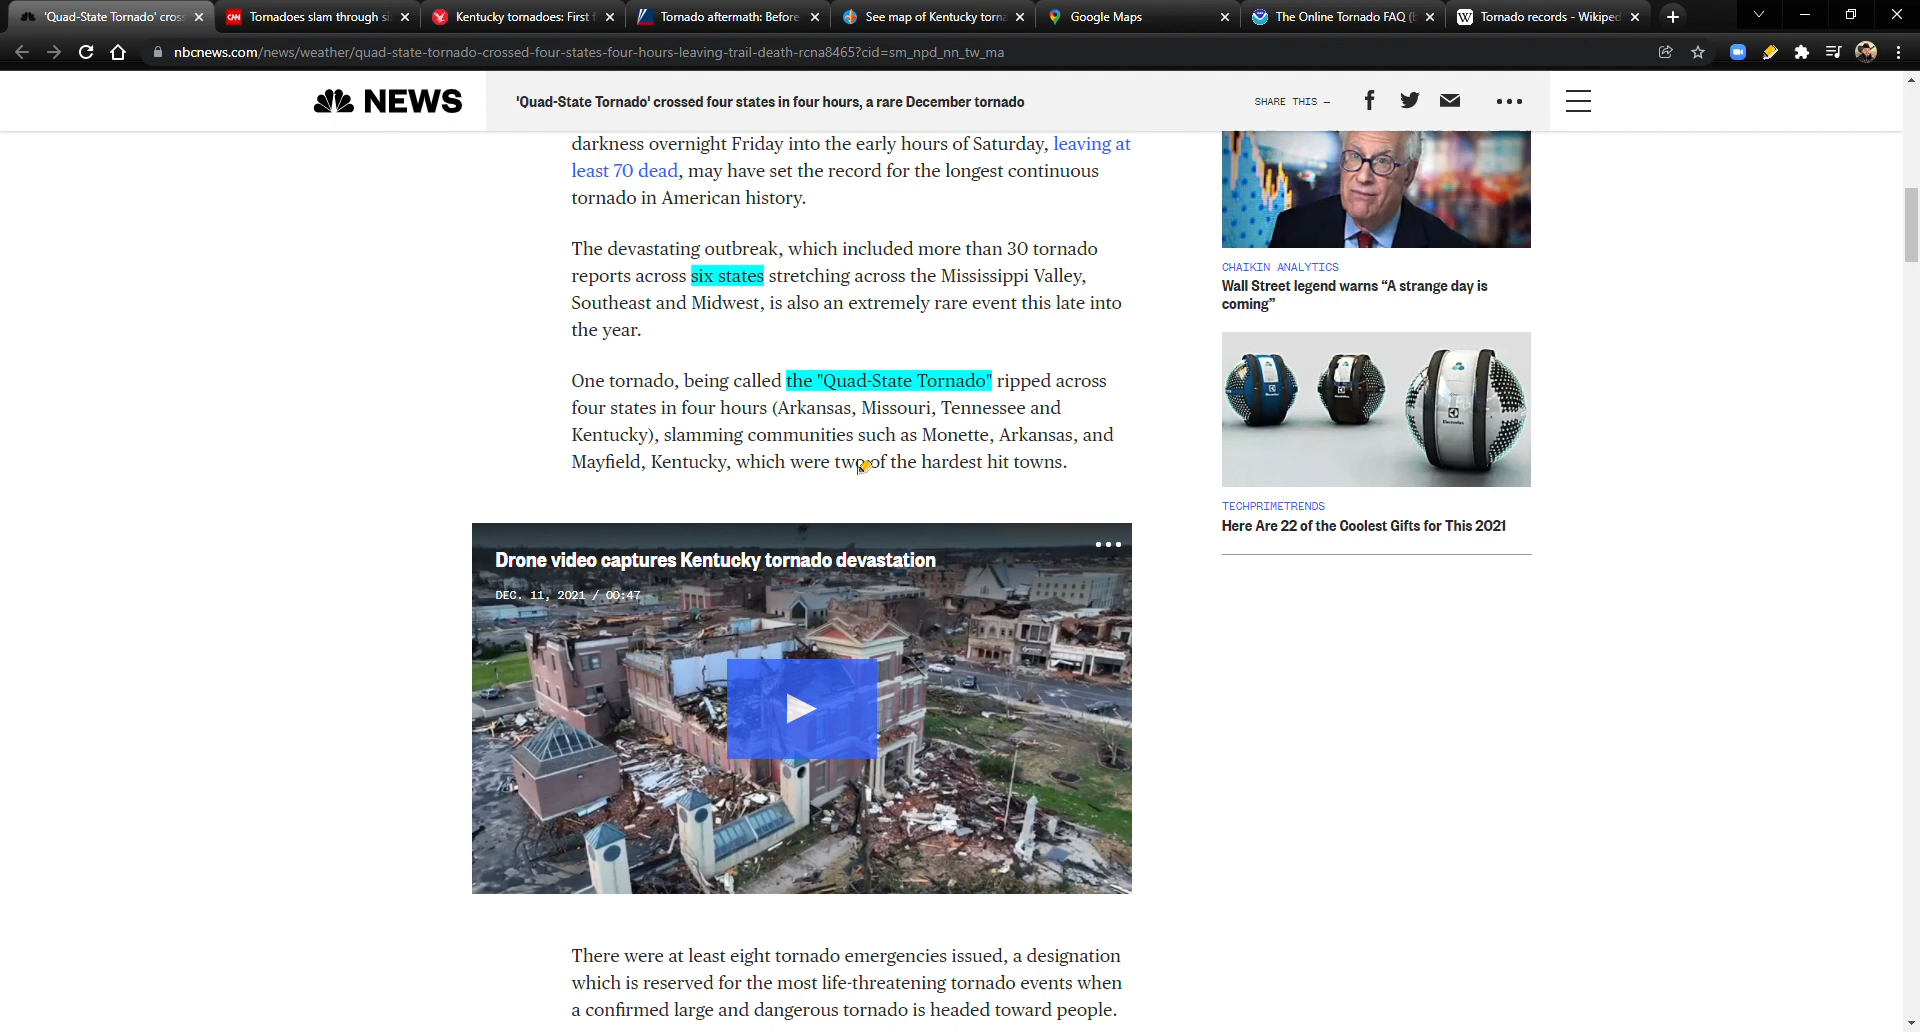 'Quad-State Tornado' cros
Tornadoes slam through si
Kentucky tornadoes: First f
Tornado aftermath: Before
See map of Kentucky torna
Google Maps
The Online Tornado FAQ (
Tornado records - Wikiped
nbcnews.com/news/weather/quad-state-tornado-crossed-four-states-four-hours-leaving-trail-death-rcna8465?cid=sm_npd_nn_tw_ma
NEWS
'Quad-State Tornado' crossed four states in four hours, a rare December tornado
SHARE THIS —
darkness overnight Friday into the early hours of Saturday, leaving at
least 70 dead, may have set the record for the longest continuous
tornado in American history.
The devastating outbreak, which included more than 30 tornado
reports across six states stretching across the Mississippi Valley,
Southeast and Midwest, is also an extremely rare event this late into
the year.
One tornado, being called the "Quad-State Tornado" ripped across
four states in four hours (Arkansas, Missouri, Tennessee and
Kentucky), slamming communities such as Monette, Arkansas, and
Mayfield, Kentucky, which were two of the hardest hit towns.
Drone video captures Kentucky tornado devastation
DEC. 11, 2021 / 00:47
There were at least eight tornado emergencies issued, a designation
which is reserved for the most life-threatening tornado events when
a confirmed large and dangerous tornado is headed toward people.
CHAIKIN ANALYTICS
Wall Street legend warns “A strange day is
coming”
TECHPRIMETRENDS
Here Are 22 of the Coolest Gifts for This 2021